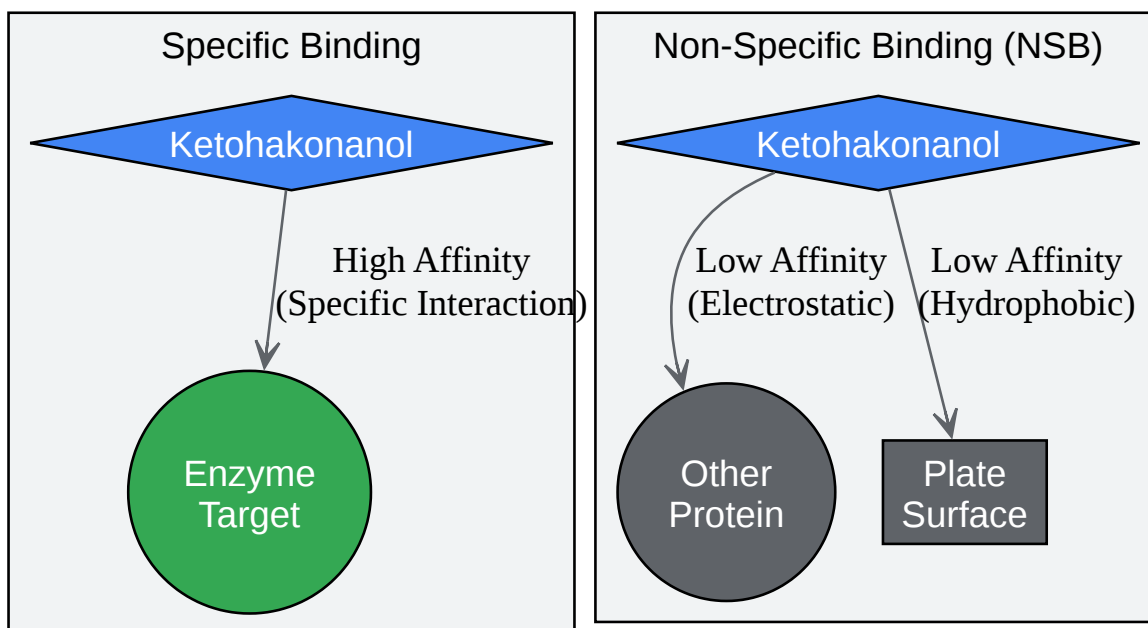 Specific Binding
Ketohakonanol
High Affinity
(Specific Interaction)
Enzyme
Target
Non-Specific Binding (NSB)
Ketohakonanol
Low Affinity
(Electrostatic)
Low Affinity
(Hydrophobic)
Other
Protein
Plate
Surface